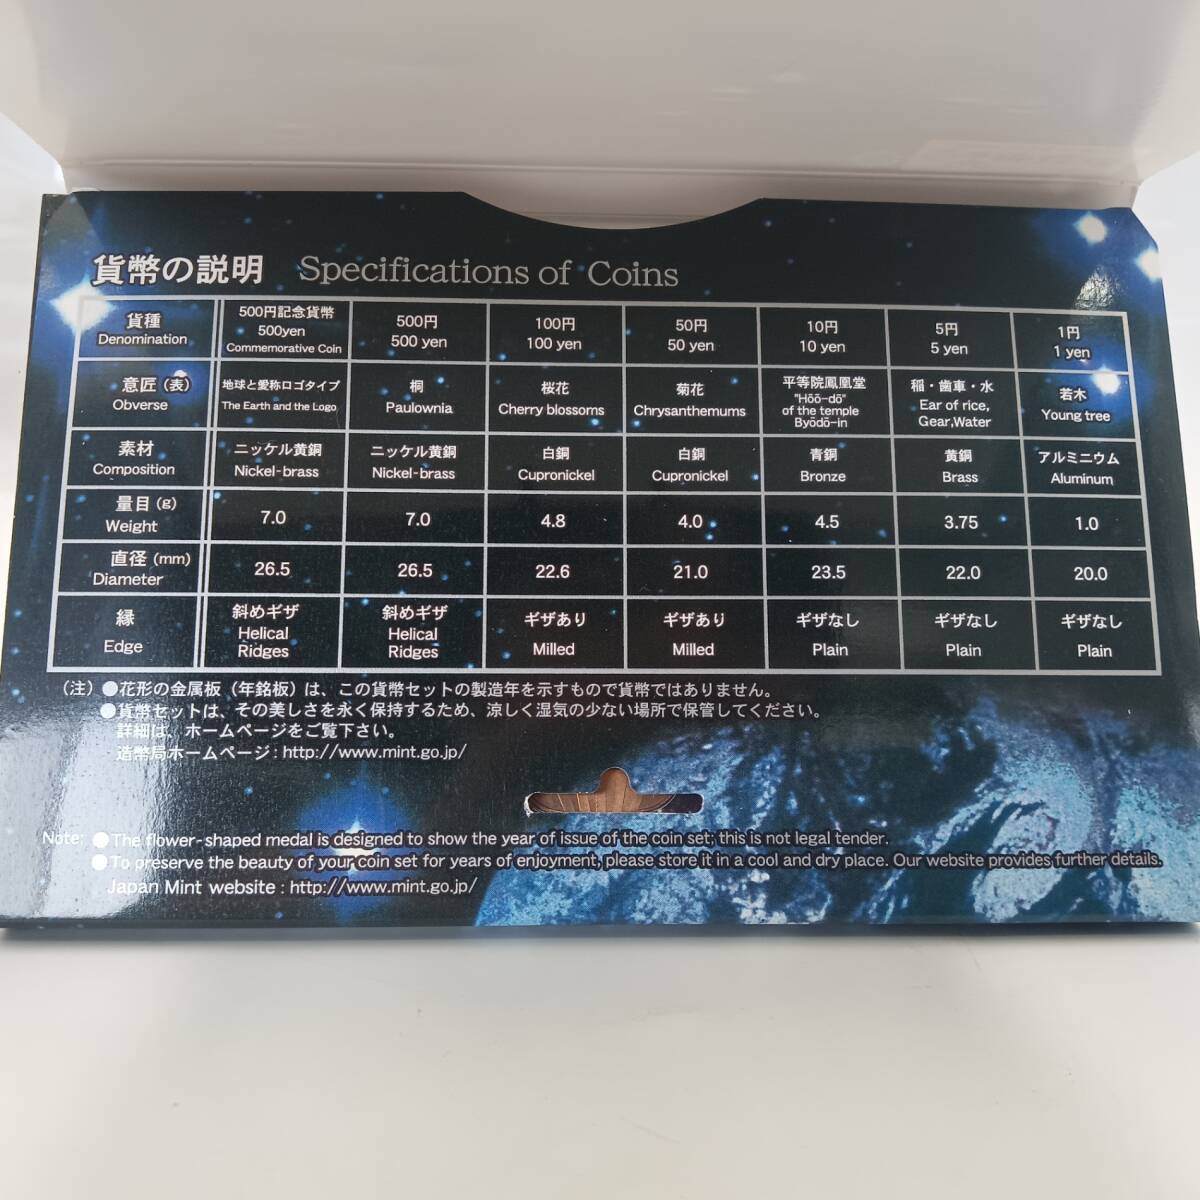 貨幣の説明 Specifications of Coins
貨種 500円記念貨幣 500円 100円 50円 10円 5円 1円
Denomination 500yen 500 yen 100 yen 50 yen 10 yen 5 yen 1 yen
Commemorative Coin
意匠（表） 地球と愛称ロゴタイプ 桐 桜花 菊花 平等院鳳凰堂 稲・歯車・水 若木
Obverse The Earth and the Logo Paulownia Cherry blossoms Chrysanthemums "Hōō-dō" Ear of rice, Young tree
of the temple Gear,Water
Byōdō-in
素材 ニッケル黄銅 ニッケル黄銅 白銅 白銅 青銅 黄銅 アルミニウム
Composition Nickel-brass Nickel-brass Cupronickel Cupronickel Bronze Brass Aluminum
量目（g） 7.0 7.0 4.8 4.0 4.5 3.75 1.0
Weight
直径（mm） 26.5 26.5 22.6 21.0 23.5 22.0 20.0
Diameter
縁 斜めギザ 斜めギザ ギザあり ギザあり ギザなし ギザなし ギザなし
Edge Helical Helical Milled Milled Plain Plain Plain
Ridges Ridges
（注）●花形の金属板（年銘板）は、この貨幣セットの製造年を示すもので貨幣ではありません。
●貨幣セットは、その美しさを永く保持するため、涼しく湿気の少ない場所で保管してください。
詳細は、ホームページをご覧下さい。
造幣局ホームページ：http://www.mint.go.jp/
Note: ●The flower-shaped medal is designed to show the year of issue of the coin set; this is not legal tender.
●To preserve the beauty of your coin set for years of enjoyment, please store it in a cool and dry place. Our website provides further details.
Japan Mint website : http://www.mint.go.jp/